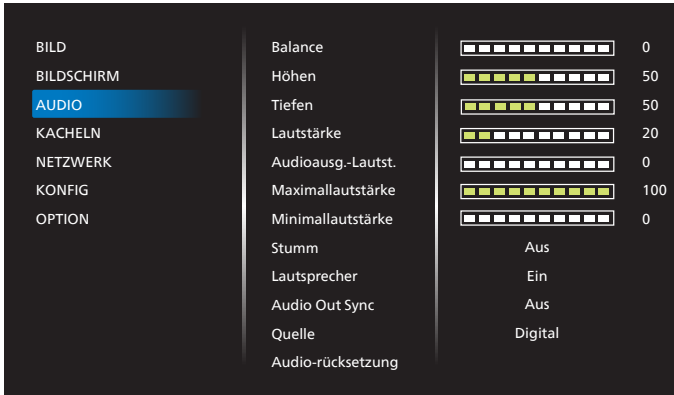 BILD
BILDSCHIRM
AUDIO
KACHELN
NETZWERK
KONFIG
OPTION
Balance 0
Höhen 50
Tiefen 50
Lautstärke 20
Audioausg.-Lautst. 0
Maximallautstärke 100
Minimallautstärke 0
Stumm Aus
Lautsprecher Ein
Audio Out Sync Aus
Quelle Digital
Audio-rücksetzung